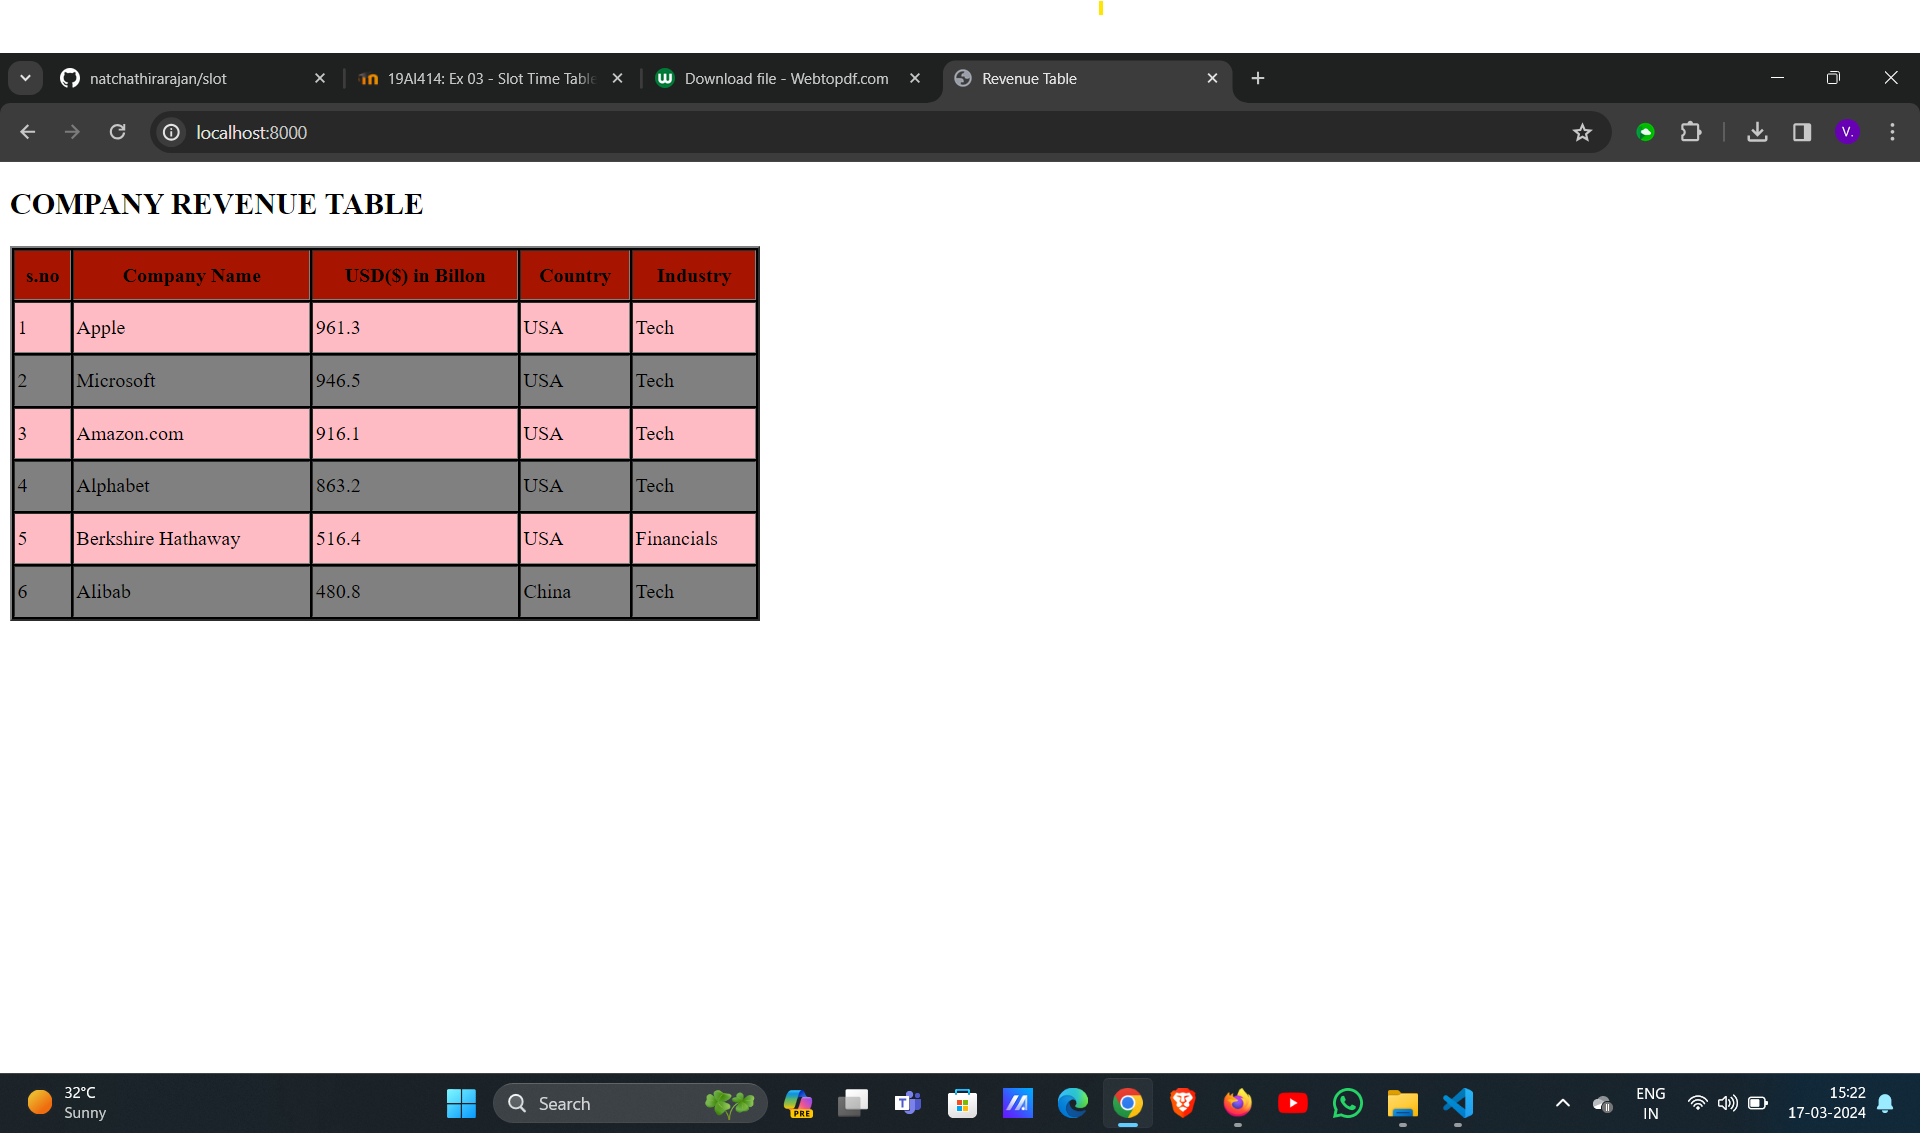 natchathirarajan/slot
19AI414: Ex 03 - Slot Time Table
Download file - Webtopdf.com
Revenue Table
localhost:8000
V.
COMPANY REVENUE TABLE
s.no Company Name USD($) in Billon Country Industry
1 Apple 961.3 USA Tech
2 Microsoft 946.5 USA Tech
3 Amazon.com 916.1 USA Tech
4 Alphabet 863.2 USA Tech
5 Berkshire Hathaway 516.4 USA Financials
6 Alibab 480.8 China Tech
32°C
Sunny
Search
PRE
ENG
IN
15:22
17-03-2024